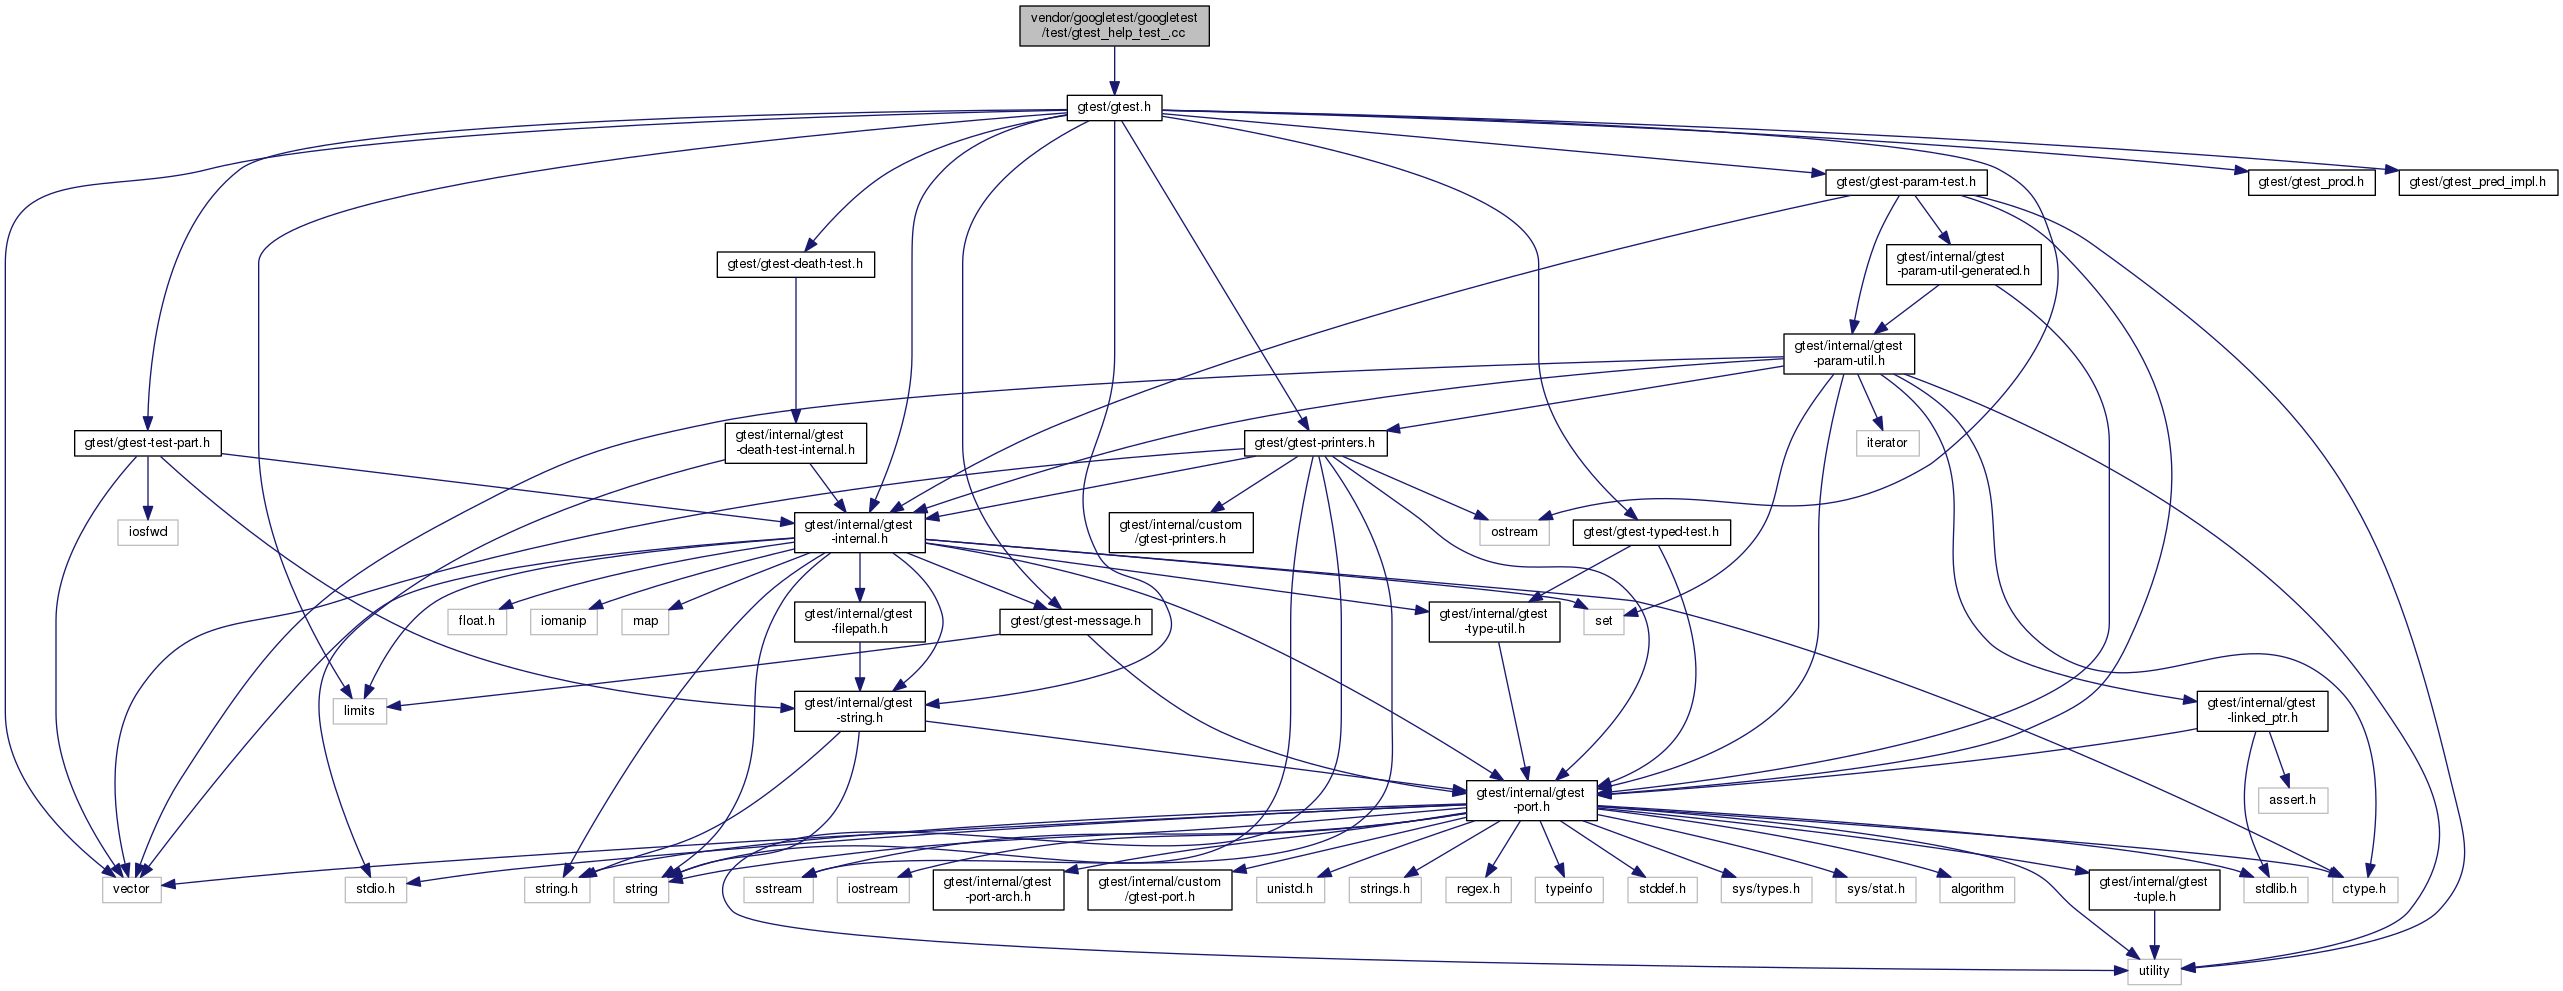 vendor/googletest/googletest
/test/gtest_help_test_.cc
gtest/gtest.h
gtest/gtest-param-test.h
gtest/gtest_prod.h
gtest/gtest_pred_impl.h
gtest/gtest-death-test.h
gtest/internal/gtest
-param-util-generated.h
gtest/internal/gtest
-param-util.h
gtest/gtest-test-part.h
gtest/internal/gtest
-death-test-internal.h
gtest/gtest-printers.h
iterator
iosfwd
gtest/internal/gtest
-internal.h
gtest/internal/custom
/gtest-printers.h
ostream
gtest/gtest-typed-test.h
float.h
iomanip
map
gtest/internal/gtest
-filepath.h
gtest/gtest-message.h
gtest/internal/gtest
-type-util.h
set
limits
gtest/internal/gtest
-string.h
gtest/internal/gtest
-linked_ptr.h
gtest/internal/gtest
-port.h
assert.h
vector
stdio.h
string.h
string
sstream
iostream
gtest/internal/gtest
-port-arch.h
gtest/internal/custom
/gtest-port.h
unistd.h
strings.h
regex.h
typeinfo
stddef.h
sys/types.h
sys/stat.h
algorithm
gtest/internal/gtest
-tuple.h
stdlib.h
ctype.h
utility